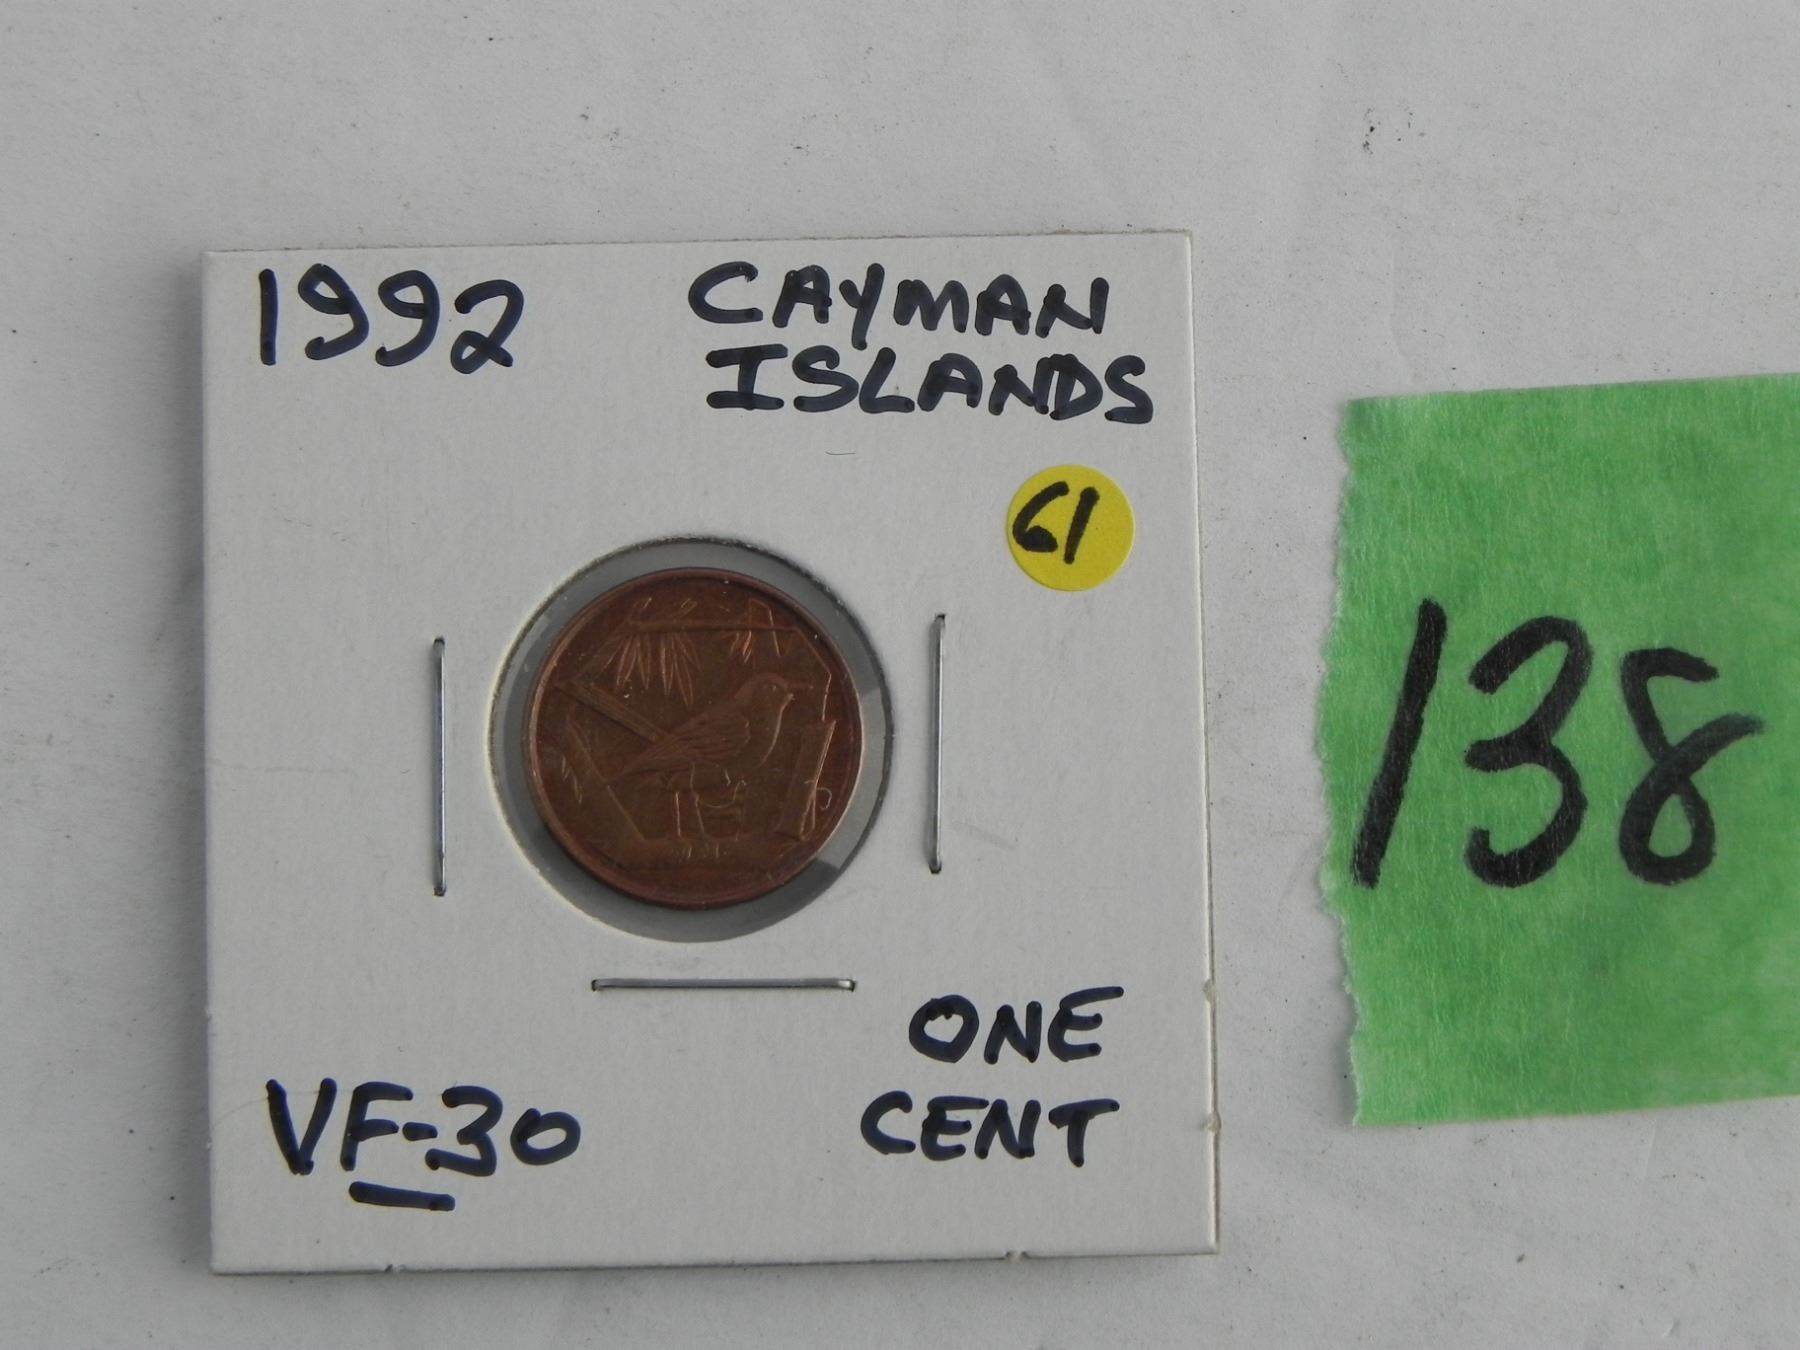 1992
CAYMAN
ISLANDS
61
138
ONE
CENT
VF-30